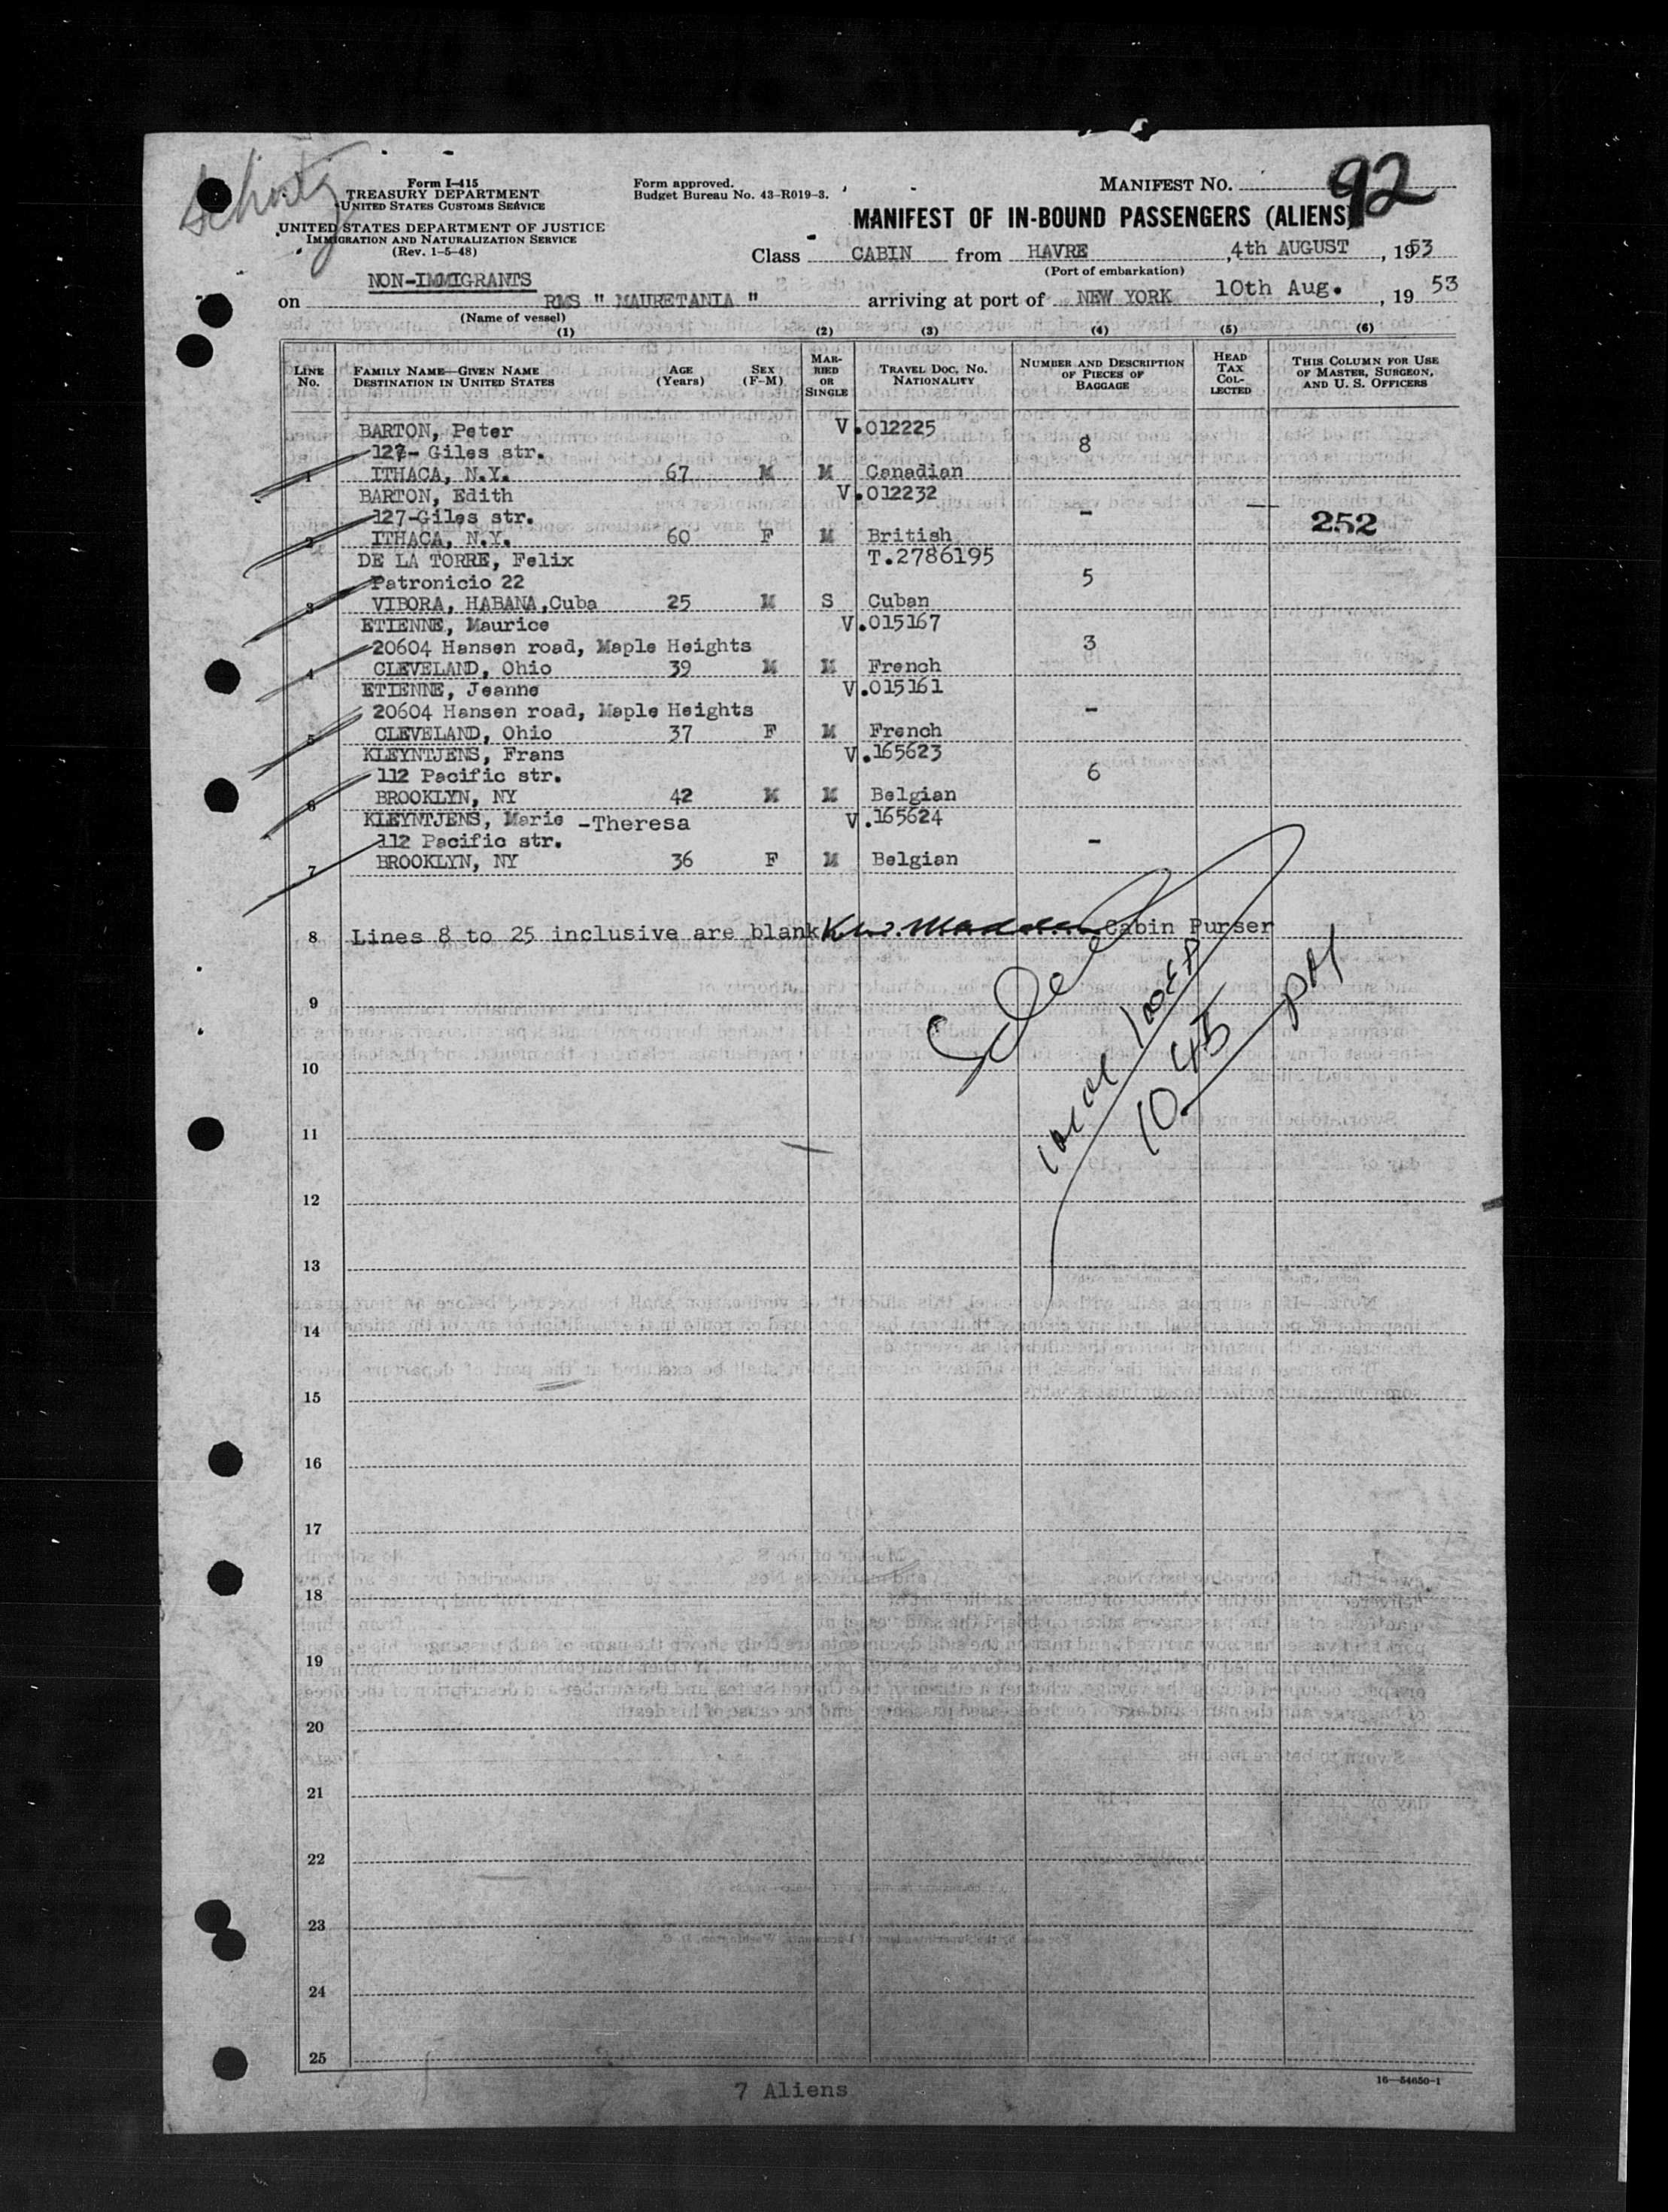 Schortz
Form I-415
TREASURY DEPARTMENT
UNITED STATES CUSTOMS SERVICE
UNITED STATES DEPARTMENT OF JUSTICE
IMMIGRATION AND NATURALIZATION SERVICE
(Rev. 1-5-48)
Form approved.
Budget Bureau No. 43-R019-3.
MANIFEST NO. 92
MANIFEST OF IN-BOUND PASSENGERS (ALIENS)
Class CABIN from HAVRE ,4th AUGUST , 1953
(Port of embarkation)
NON-IMMIGRANTS
on RMS " MAURETANIA " arriving at port of NEW YORK 10th Aug. , 19 53
(Name of vessel)
(1) (2) (3) (4) (5) (6)
LINE No. FAMILY NAME—GIVEN NAME DESTINATION IN UNITED STATES AGE (Years) SEX (F-M) MARRIED OR SINGLE TRAVEL DOC. NO. NATIONALITY NUMBER AND DESCRIPTION OF PIECES OF BAGGAGE HEAD TAX COLLECTED THIS COLUMN FOR USE OF MASTER, SURGEON, AND U. S. OFFICERS
BARTON, Peter V.012225
127- Giles str. 8
1 ITHACA, N.Y. 67 M M Canadian
BARTON, Edith V.012232
127-Giles str. - — 252
2 ITHACA, N.Y. 60 F M British
DE LA TORRE, Felix T.2786195
Patronicio 22 5
3 VIBORA, HABANA,Cuba 25 M S Cuban
ETIENNE, Maurice V.015167
20604 Hansen road, Maple Heights 3
4 CLEVELAND, Ohio 39 M M French
ETIENNE, Jeanne V.015161
20604 Hansen road, Maple Heights -
5 CLEVELAND, Ohio 37 F M French
KLEYNTJENS, Frans V.165623
112 Pacific str. 6
6 BROOKLYN, NY 42 M M Belgian
KLEYNTJENS, Marie -Theresa V.165624
112 Pacific str. -
7 BROOKLYN, NY 36 F M Belgian
8 Lines 8 to 25 inclusive are blank Cabin Purser
10 45 PM
9
10
11
12
13
14
15
16
17
18
19
20
21
22
23
24
25
7 Aliens
16—54650-1